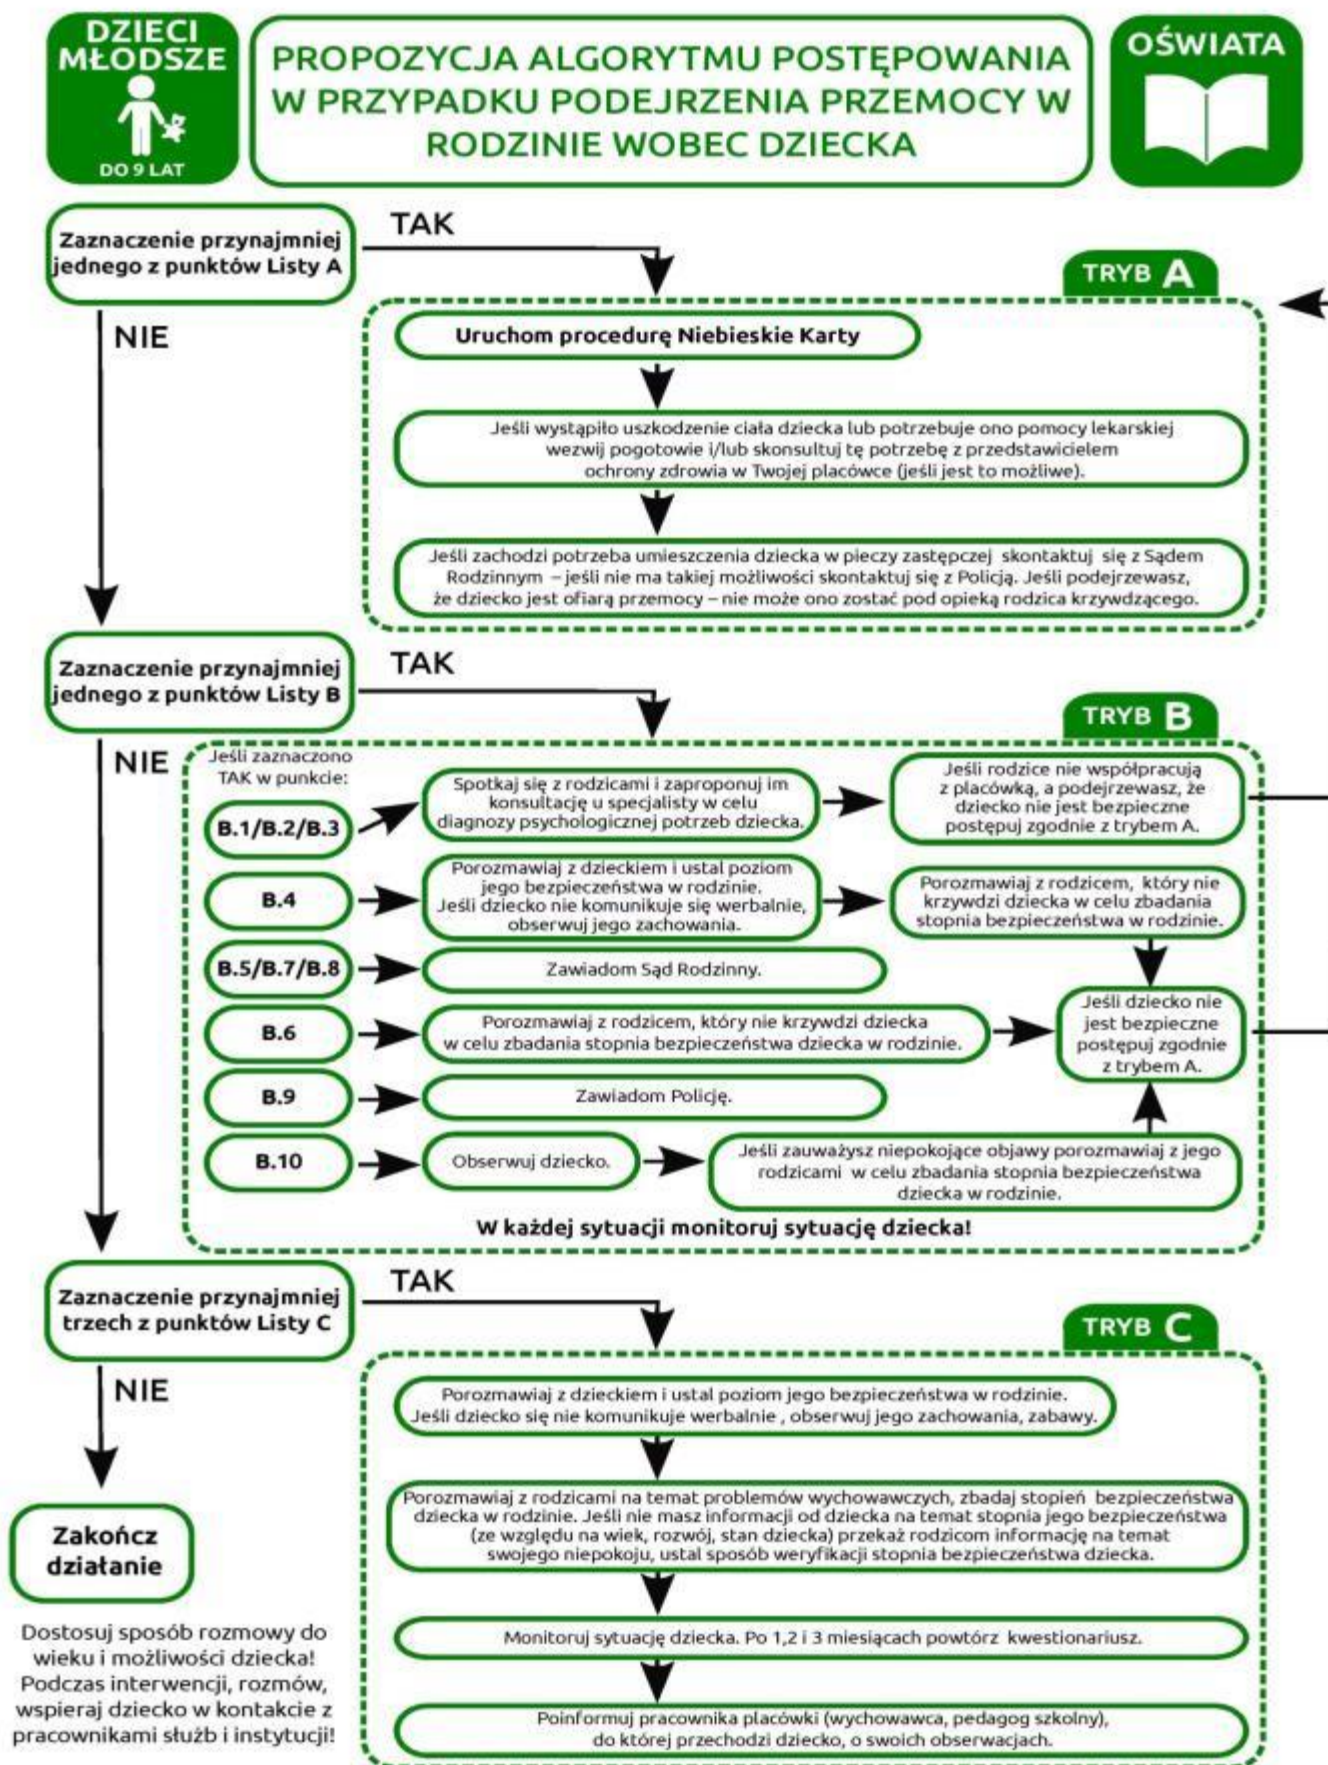 DZIECI
MŁODSZE
DO 9 LAT
PROPOZYCJA ALGORYTMU POSTĘPOWANIA
W PRZYPADKU PODEJRZENIA PRZEMOCY W
RODZINIE WOBEC DZIECKA
OŚWIATA
Zaznaczenie przynajmniej
jednego z punktów Listy A
TAK
NIE
TRYB A
Uruchom procedurę Niebieskie Karty
Jeśli wystąpiło uszkodzenie ciała dziecka lub potrzebuje ono pomocy lekarskiej
wezwij pogotowie i/lub skonsultuj tę potrzebę z przedstawicielem
ochrony zdrowia w Twojej placówce (jeśli jest to możliwe).
Jeśli zachodzi potrzeba umieszczenia dziecka w pieczy zastępczej skontaktuj się z Sądem
Rodzinnym – jeśli nie ma takiej możliwości skontaktuj się z Policją. Jeśli podejrzewasz,
że dziecko jest ofiarą przemocy – nie może ono zostać pod opieką rodzica krzywdzącego.
Zaznaczenie przynajmniej
jednego z punktów Listy B
TAK
NIE
TRYB B
Jeśli zaznaczono
TAK w punkcie:
B.1/B.2/B.3
Spotkaj się z rodzicami i zaproponuj im
konsultację u specjalisty w celu
diagnozy psychologicznej potrzeb dziecka.
Jeśli rodzice nie współpracują
z placówką, a podejrzewasz, że
dziecko nie jest bezpieczne
postępuj zgodnie z trybem A.
B.4
Porozmawiaj z dzieckiem i ustal poziom
jego bezpieczeństwa w rodzinie.
Jeśli dziecko nie komunikuje się werbalnie,
obserwuj jego zachowania.
Porozmawiaj z rodzicem, który nie
krzywdzi dziecka w celu zbadania
stopnia bezpieczeństwa w rodzinie.
B.5/B.7/B.8
Zawiadom Sąd Rodzinny.
B.6
Porozmawiaj z rodzicem, który nie krzywdzi dziecka
w celu zbadania stopnia bezpieczeństwa dziecka w rodzinie.
Jeśli dziecko nie
jest bezpieczne
postępuj zgodnie
z trybem A.
B.9
Zawiadom Policję.
B.10
Obserwuj dziecko.
Jeśli zauważysz niepokojące objawy porozmawiaj z jego
rodzicami w celu zbadania stopnia bezpieczeństwa
dziecka w rodzinie.
W każdej sytuacji monitoruj sytuację dziecka!
Zaznaczenie przynajmniej
trzech z punktów Listy C
TAK
NIE
TRYB C
Porozmawiaj z dzieckiem i ustal poziom jego bezpieczeństwa w rodzinie.
Jeśli dziecko się nie komunikuje werbalnie , obserwuj jego zachowania, zabawy.
Porozmawiaj z rodzicami na temat problemów wychowawczych, zbadaj stopień bezpieczeństwa
dziecka w rodzinie. Jeśli nie masz informacji od dziecka na temat stopnia jego bezpieczeństwa
(ze względu na wiek, rozwój, stan dziecka) przekaż rodzicom informację na temat
swojego niepokoju, ustal sposób weryfikacji stopnia bezpieczeństwa dziecka.
Monitoruj sytuację dziecka. Po 1,2 i 3 miesiącach powtórz kwestionariusz.
Poinformuj pracownika placówki (wychowawca, pedagog szkolny),
do której przechodzi dziecko, o swoich obserwacjach.
Zakończ
działanie
Dostosuj sposób rozmowy do
wieku i możliwości dziecka!
Podczas interwencji, rozmów,
wspieraj dziecko w kontakcie z
pracownikami służb i instytucji!